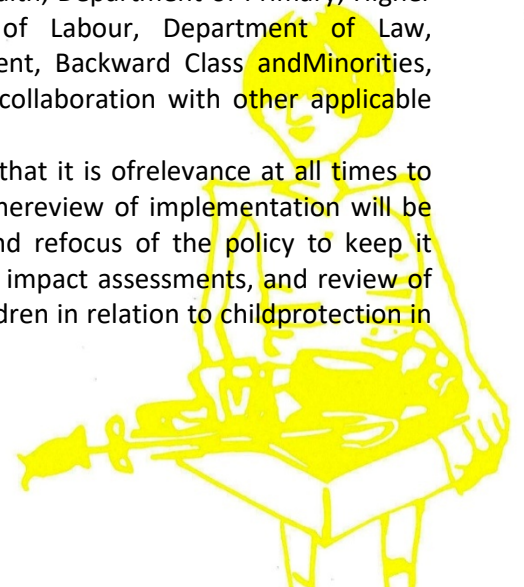 of Labour, Department of Law,
ent, Backward Class andMinorities,
collaboration with other applicable
that it is ofrelevance at all times to
nereview of implementation will be
nd refocus of the policy to keep it
impact assessments, and review of
dren in relation to childprotection in